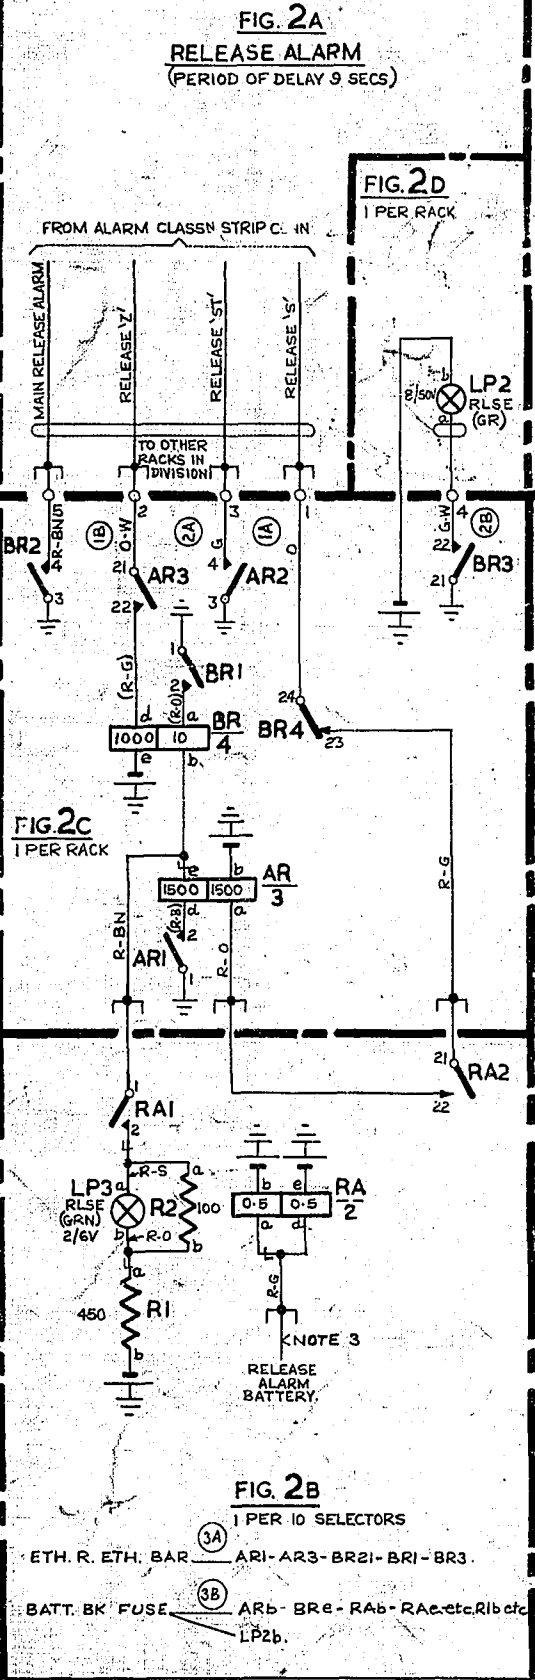 FIG. 2A
RELEASE ALARM
(PERIOD OF DELAY 9 SECS)
FIG. 2D
1 PER RACK
FROM ALARM CLASSN STRIP
MAIN RELEASE ALARM
RELEASE 'Z'
RELEASE 'ST'
RELEASE 'S'
TO OTHER
RACKS IN
DIVISION
8/50V
b
a
LP2
RLSE
(GR)
5
2
3
1
4
BR2
4
R-BN
3
1B
O-W
21
AR3
22
2A
G
4
AR2
3
1A
O
G-W
2B
22
BR3
21
(R-G)
1
BR1
2
(R-O)
d
a
1000
10
BR
4
e
b
24
BR4
23
FIG. 2C
1 PER RACK
R-BN
e
b
1500
1500
AR
3
d
a
(R-B)
2
AR1
1
R-O
R-G
21
RA2
22
1
RA1
2
R-S
a
a
LP3
RLSE
(GRN)
2/6V
R2
100
b
R-O
b
a
450
R1
b
b
e
0.5
0.5
RA
2
a
d
R-G
NOTE 3
RELEASE
ALARM
BATTERY.
FIG. 2B
1 PER 10 SELECTORS
3A
ETH. R. ETH. BAR AR1-AR3-BR21-BR1-BR3.
3B
BATT. BK FUSE ARb- BRe- RAb- RAe.etc.R1b etc
LP2b.